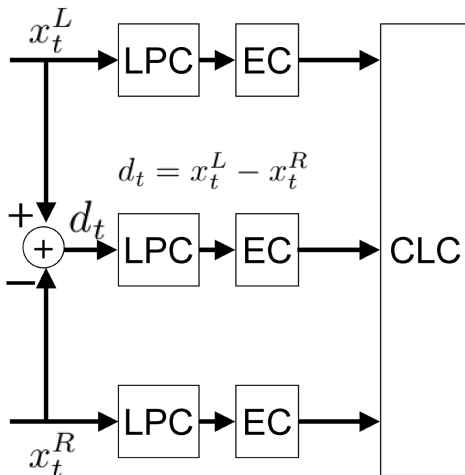 x_t^L
LPC EC
d_t = x_t^L − x_t^R
+ d_t
+ LPC EC CLC
−
LPC EC
x_t^R